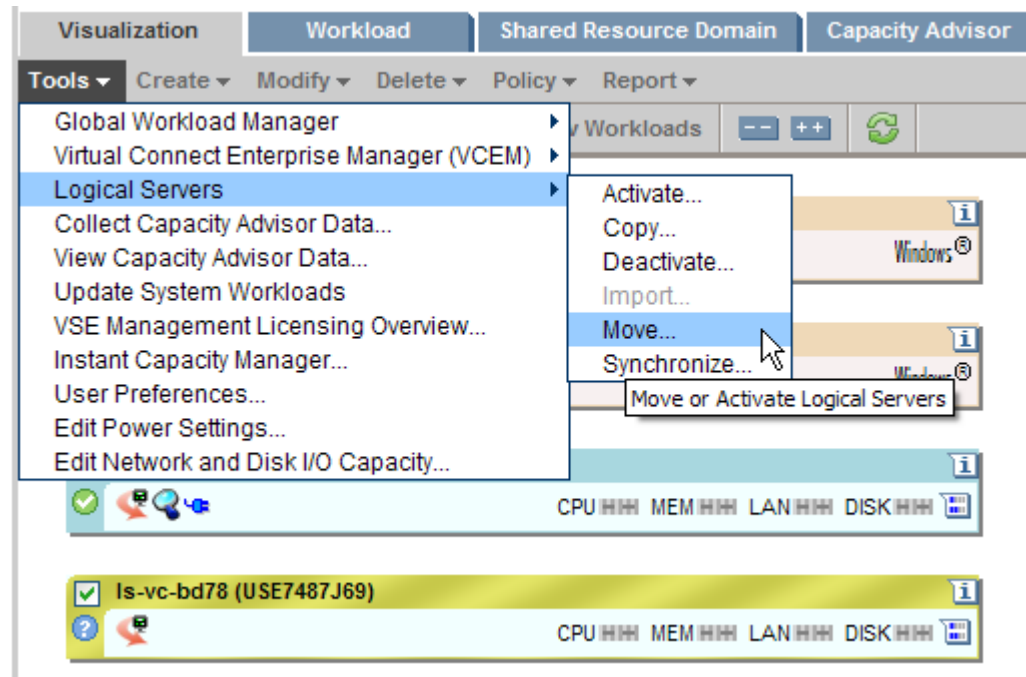 Visualization Workload Shared Resource Domain Capacity Advisor
Tools Create Modify Delete Policy Report
Global Workload Manager
Workloads -- ++
Virtual Connect Enterprise Manager (VCEM)
Logical Servers
Collect Capacity Advisor Data...
View Capacity Advisor Data...
Update System Workloads
VSE Management Licensing Overview...
Instant Capacity Manager...
User Preferences...
Edit Power Settings...
Edit Network and Disk I/O Capacity...
Activate...
Copy...
Deactivate...
Import...
Move...
Synchronize...
Move or Activate Logical Servers
Windows®
CPU MEM LAN DISK
ls-vc-bd78 (USE7487J69)
CPU MEM LAN DISK